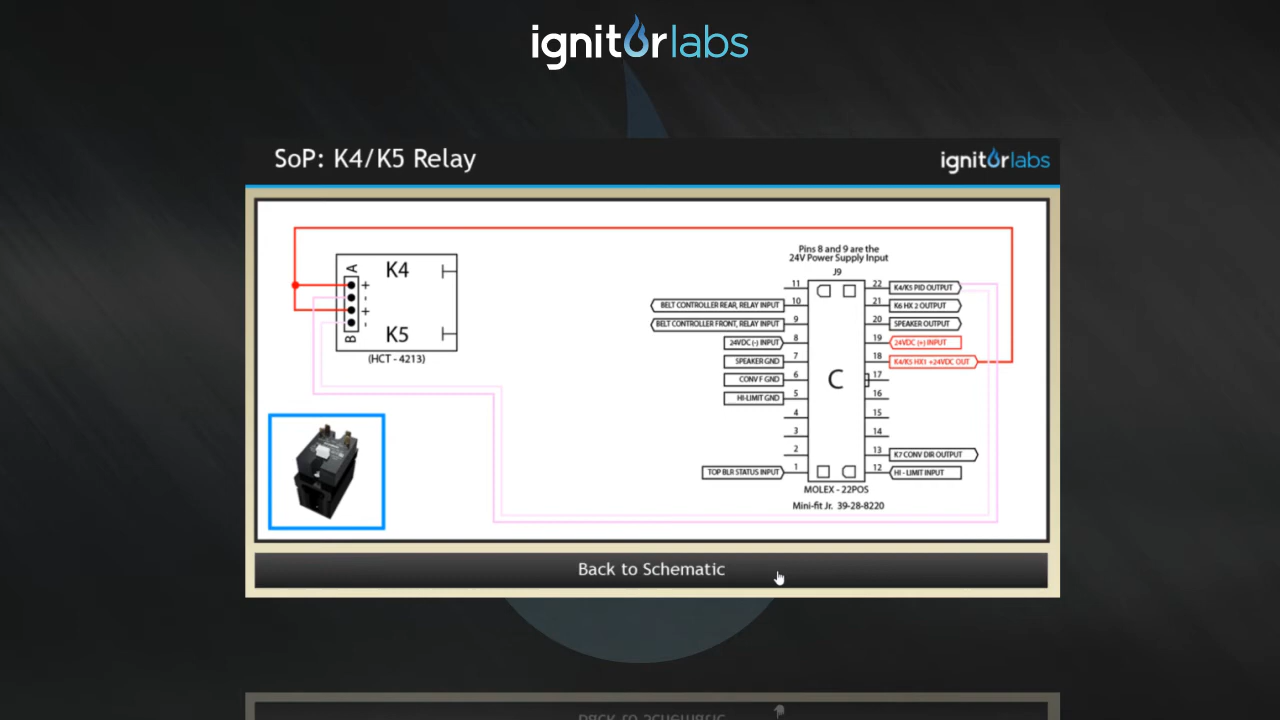 ignitorlabs
SoP: K4/K5 Relay
ignitorlabs
A
K4
+
-
+
-
K5
B
(HCT - 4213)
Pins 8 and 9 are the
24V Power Supply Input
J9
11
22 K4/K5 PID OUTPUT
BELT CONTROLLER REAR, RELAY INPUT 10
21 K6 HX 2 OUTPUT
BELT CONTROLLER FRONT, RELAY INPUT 9
20 SPEAKER OUTPUT
24VDC (-) INPUT 8
19 24VDC (+) INPUT
SPEAKER GND 7
18 K4/K5 HX1 +24VDC OUT
CONV F GND 6
C
17
HI-LIMIT GND 5
16
4
15
3
14
2
13 K7 CONV DIR OUTPUT
TOP BLR STATUS INPUT 1
12 HI - LIMIT INPUT
MOLEX - 22POS
Mini-fit Jr. 39-28-8220
Back to Schematic